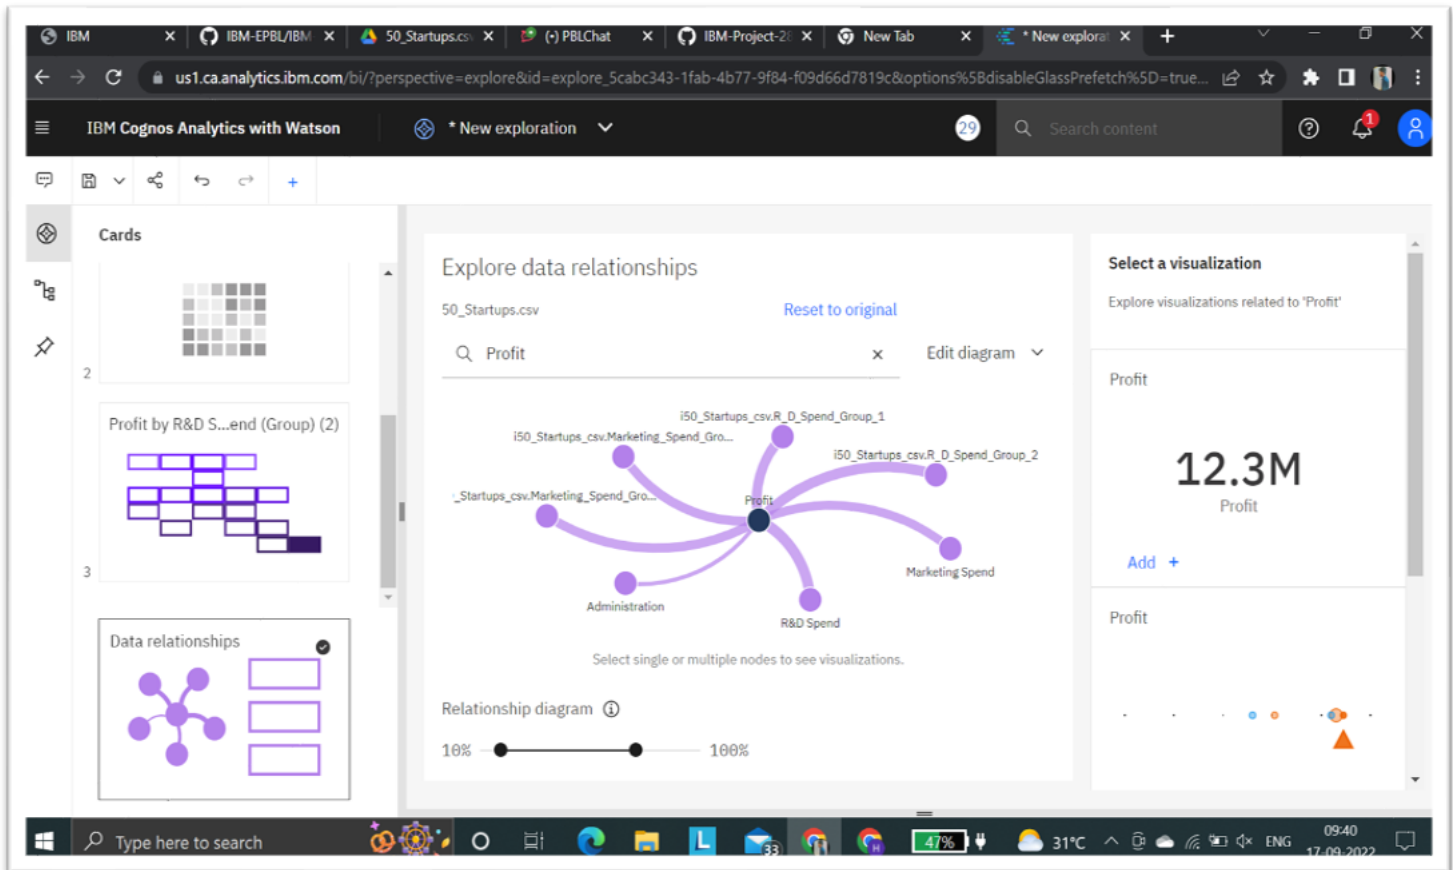 IBM
IBM-EPBL/IBM
50_Startups.cs
(·) PBLChat
IBM-Project-28
New Tab
* New explorat
us1.ca.analytics.ibm.com/bi/?perspective=explore&id=explore_5cabc343-1fab-4b77-9f84-f09d66d7819c&options%5BdisableGlassPrefetch%5D=true...
IBM Cognos Analytics with Watson
* New exploration
29
Search content
1
Cards
2
Profit by R&D S...end (Group) (2)
3
Data relationships
Explore data relationships
50_Startups.csv
Reset to original
Profit
Edit diagram
i50_Startups_csv.R_D_Spend_Group_1
i50_Startups_csv.Marketing_Spend_Gro...
i50_Startups_csv.R_D_Spend_Group_2
_Startups_csv.Marketing_Spend_Gro...
Profit
Marketing Spend
Administration
R&D Spend
Select single or multiple nodes to see visualizations.
Relationship diagram
10%
100%
Select a visualization
Explore visualizations related to 'Profit'
Profit
12.3M
Profit
Add +
Profit
Type here to search
L
33
H
47%
31°C
ENG
09:40
17-09-2022